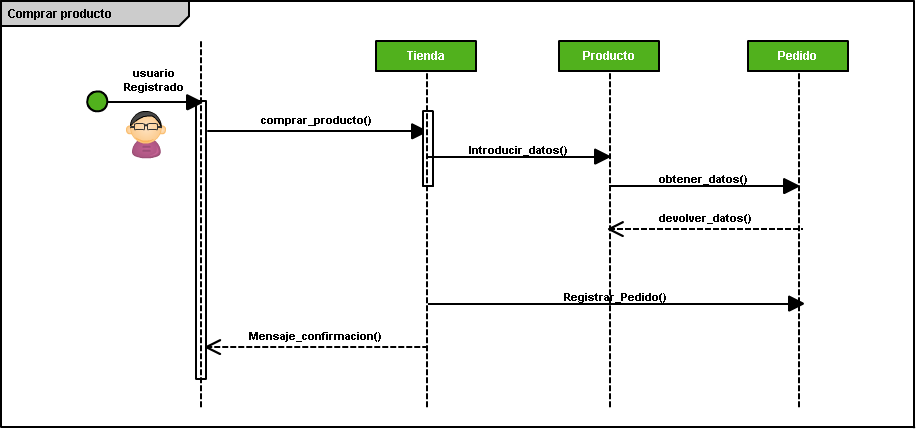 Comprar producto
Tienda
Producto
Pedido
usuario
Registrado
comprar_producto()
Introducir_datos()
obtener_datos()
devolver_datos()
Registrar_Pedido()
Mensaje_confirmacion()